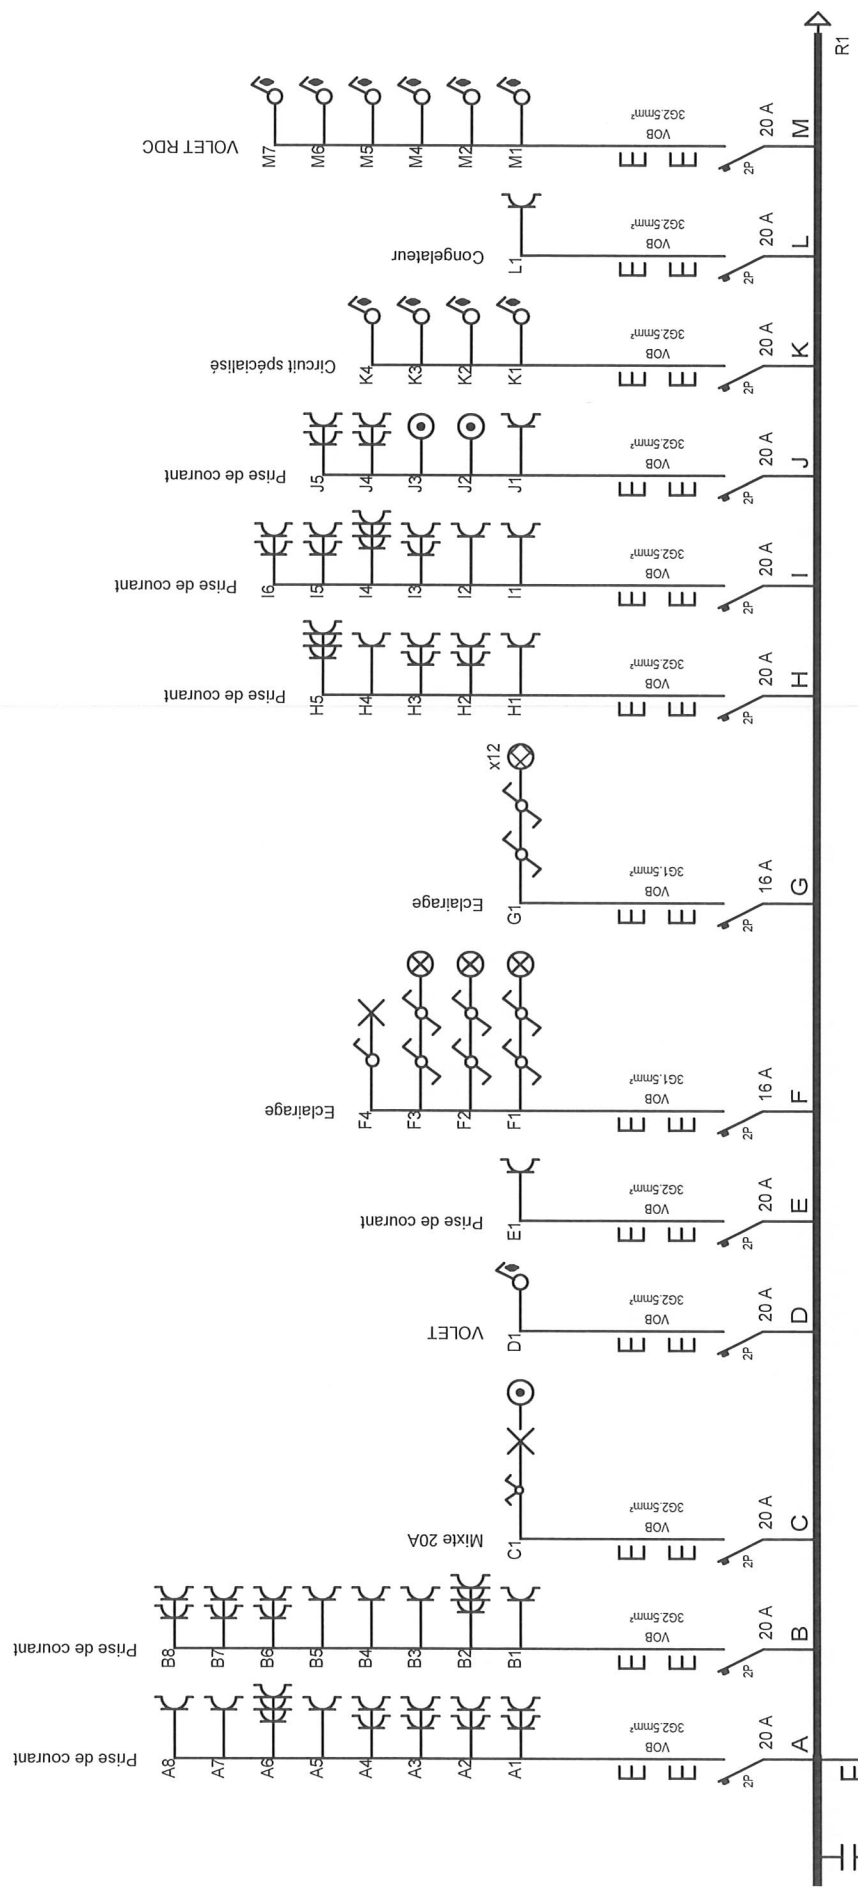 R1
VOLET RDC
M7
M6
M5
M4
M2
M1
3G2.5mm²
VOB
2P
20 A
M
Congelateur
L1
3G2.5mm²
VOB
2P
20 A
L
Circuit spécialisé
K4
K3
K2
K1
3G2.5mm²
VOB
2P
20 A
K
Prise de courant
J5
J4
J3
J2
J1
3G2.5mm²
VOB
2P
20 A
J
Prise de courant
I6
I5
I4
I3
I2
I1
3G2.5mm²
VOB
2P
20 A
I
Prise de courant
H5
H4
H3
H2
H1
3G2.5mm²
VOB
2P
20 A
H
Eclairage
x12
G1
3G1.5mm²
VOB
2P
16 A
G
Eclairage
F4
F3
F2
F1
3G1.5mm²
VOB
2P
16 A
F
Prise de courant
E1
3G2.5mm²
VOB
2P
20 A
E
VOLET
D1
3G2.5mm²
VOB
2P
20 A
D
Mixte 20A
C1
3G2.5mm²
VOB
2P
20 A
C
Prise de courant
B8
B7
B6
B5
B4
B3
B2
B1
3G2.5mm²
VOB
2P
20 A
B
Prise de courant
A8
A7
A6
A5
A4
A3
A2
A1
3G2.5mm²
VOB
2P
20 A
A